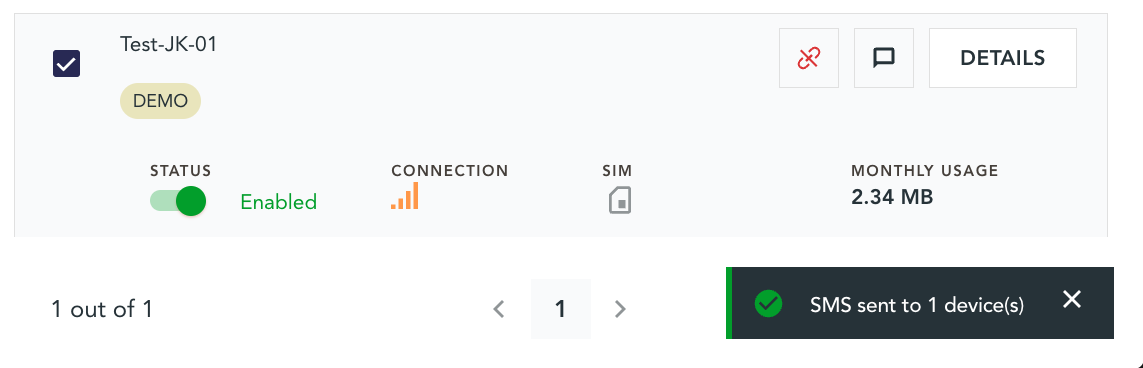 Test-JK-01
DETAILS
DEMO
STATUS
CONNECTION
SIM
MONTHLY USAGE
Enabled
2.34 MB
1 out of 1
1
SMS sent to 1 device(s)